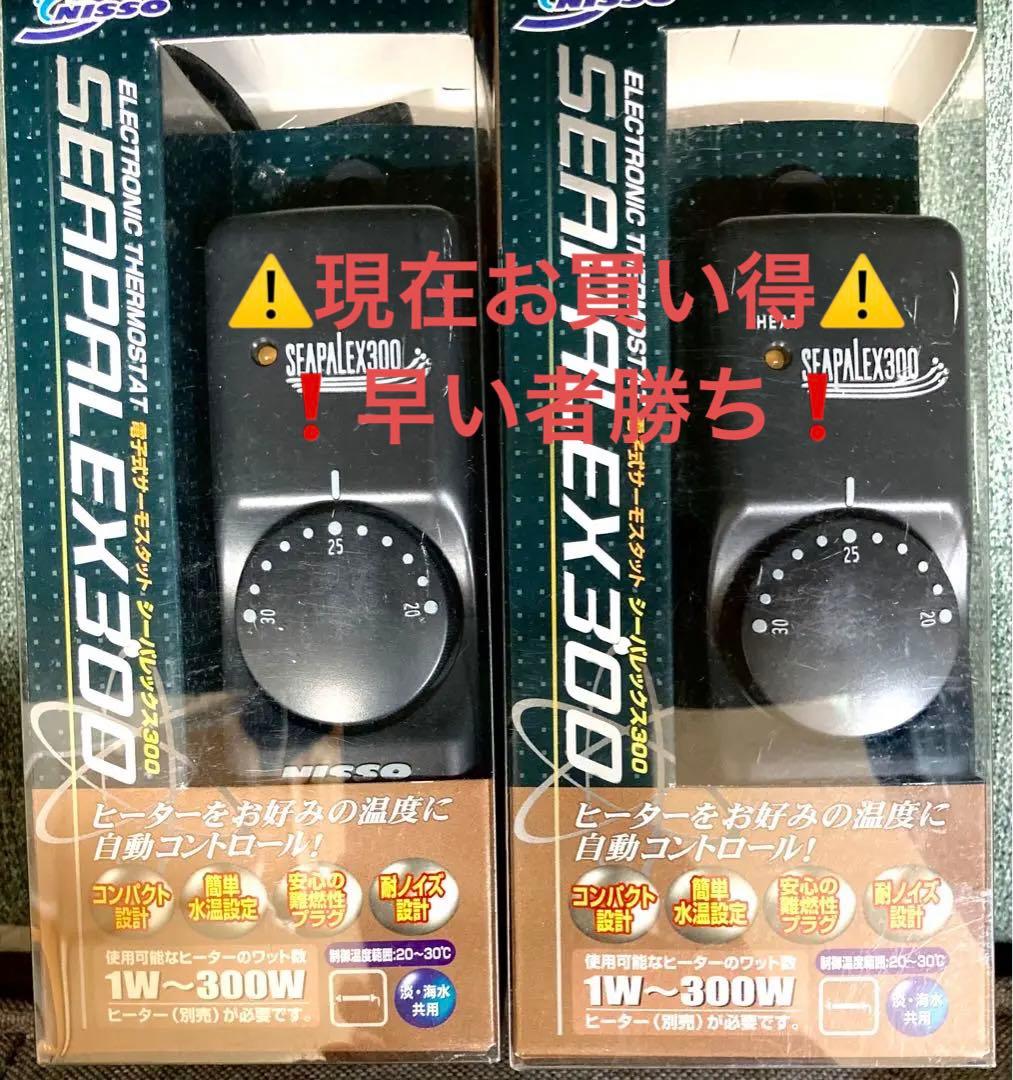 NISSO
NISSO
ELECTRONIC THERMOSTAT 電子式サーモスタット シーパレックス300
SEAPALEX300
ELECTRONIC THERMOSTAT
シーパレックス300
SEAPALEX300
⚠️現在お買い得⚠️
❗早い者勝ち❗
SEAPALEX300
HEAT
SEAPALEX300
25
30
20
25
30
20
NISSO
ヒーターをお好みの温度に
自動コントロール!
コンパクト
設計
簡単
水温設定
安心の
難燃性
プラグ
耐ノイズ
設計
使用可能なヒーターのワット数
1W～300W
ヒーター(別売)が必要です。
制御温度範囲:20～30℃
淡・海水
共用
ヒーターをお好みの温度に
自動コントロール!
コンパクト
設計
簡単
水温設定
安心の
難燃性
プラグ
耐ノイズ
設計
使用可能なヒーターのワット数
1W～300W
ヒーター(別売)が必要です。
制御温度範囲:20～30℃
淡・海水
共用